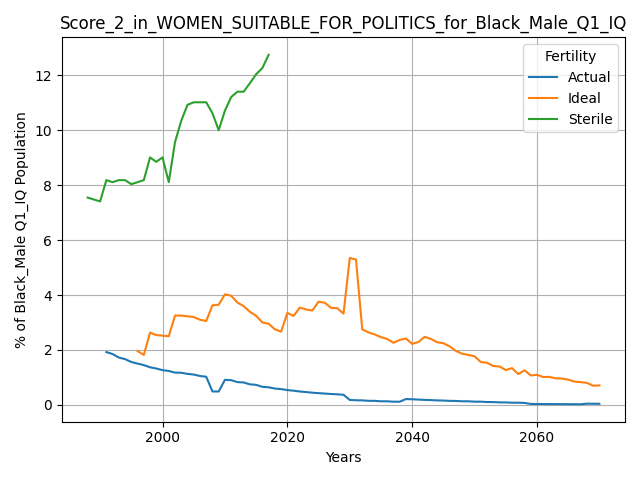 Score_2_in_WOMEN_SUITABLE_FOR_POLITICS_for_Black_Male_Q1_IQ
Fertility
Actual
Ideal
Sterile
% of Black_Male Q1_IQ Population
12
10
8
6
4
2
0
2000
2020
2040
2060
Years